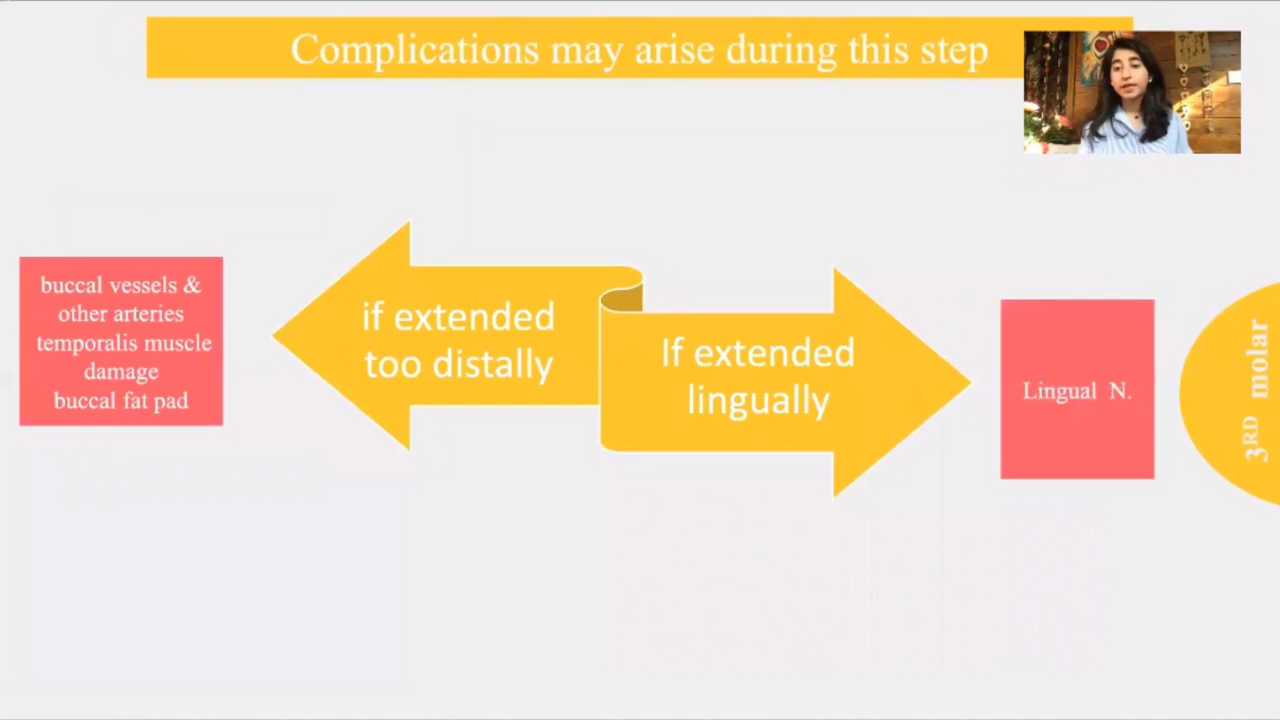 Complications may arise during this step
buccal vessels &
other arteries
temporalis muscle
damage
buccal fat pad
if extended
too distally
If extended
lingually
Lingual N.
3RD molar